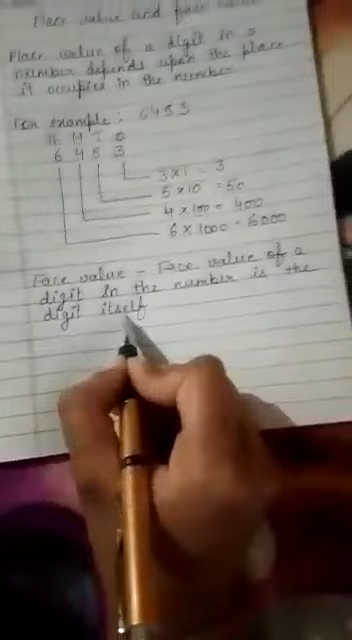 Place value and face value
Place value of a digit in a
number depends upon the place
it occupies in the number
For example : 6453
Th H T O
6 4 5 3
3 x 1 = 3
5 x 10 = 50
4 x 100 = 400
6 x 1000 = 6000
Face value - Face value of a
digit in the number is the
digit itself